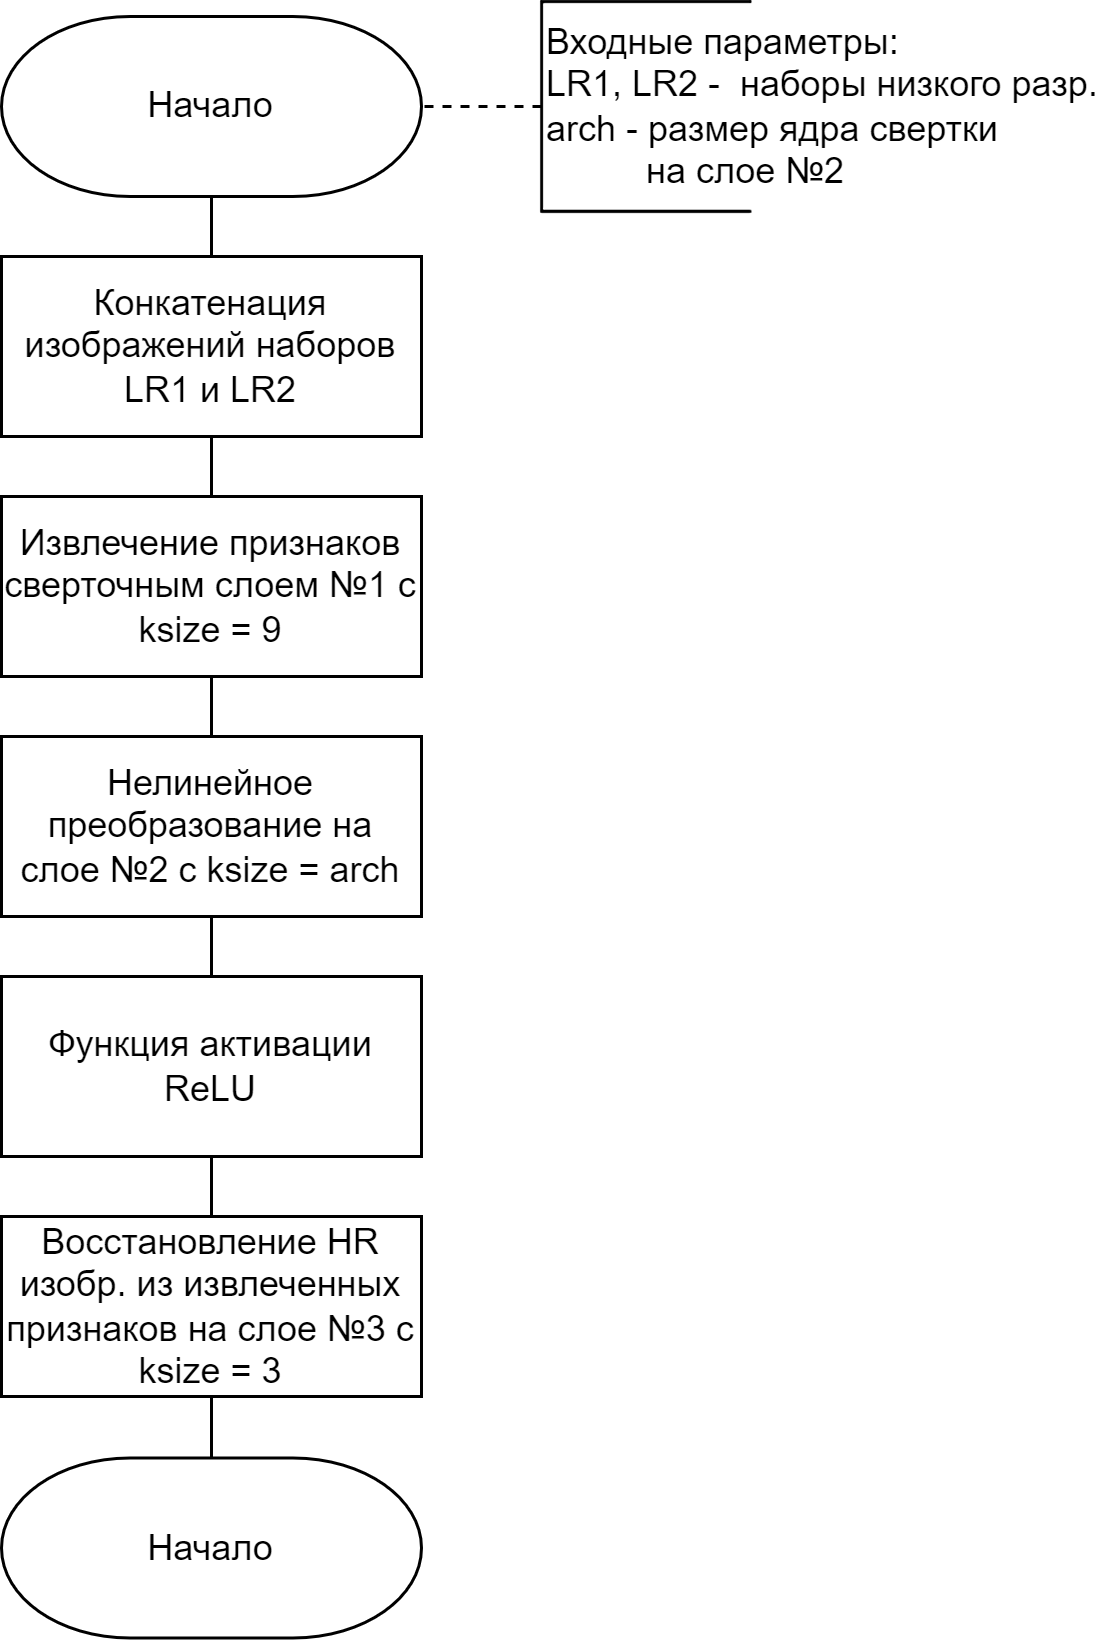 Начало
Входные параметры:
LR1, LR2 - наборы низкого разр.
arch - размер ядра свертки
на слое №2
Конкатенация
изображений наборов
LR1 и LR2
Извлечение признаков
сверточным слоем №1 с
ksize = 9
Нелинейное
преобразование на
слое №2 с ksize = arch
Функция активации
ReLU
Восстановление HR
изобр. из извлеченных
признаков на слое №3 с
ksize = 3
Начало